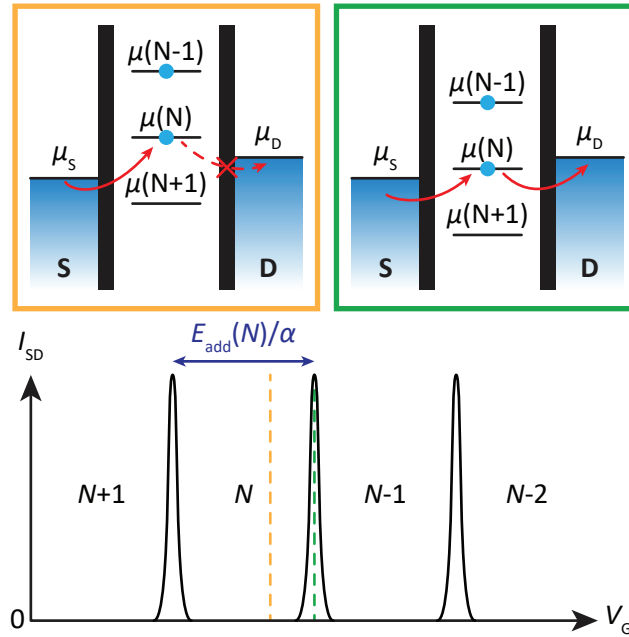 μ(N-1)
μ(N)
μ_S
μ_D
μ(N+1)
S
D
μ(N-1)
μ(N)
μ_S
μ_D
μ(N+1)
S
D
E_add(N)/α
I_SD
N+1
N
N-1
N-2
0
V_G